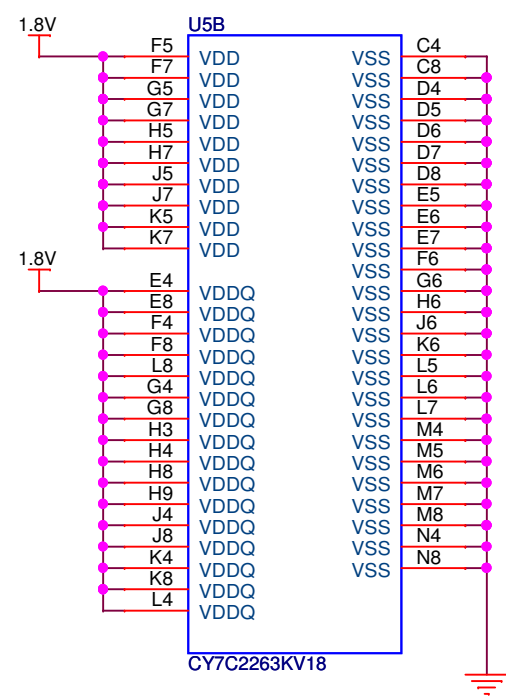 1.8V
U5B
F5 VDD VSS C4
F7 VDD VSS C8
G5 VDD VSS D4
G7 VDD VSS D5
H5 VDD VSS D6
H7 VDD VSS D7
J5 VDD VSS D8
J7 VDD VSS E5
K5 VDD VSS E6
K7 VDD VSS E7
1.8V
VSS F6
E4 VDDQ VSS G6
E8 VDDQ VSS H6
F4 VDDQ VSS J6
F8 VDDQ VSS K6
L8 VDDQ VSS L5
G4 VDDQ VSS L6
G8 VDDQ VSS L7
H3 VDDQ VSS M4
H4 VDDQ VSS M5
H8 VDDQ VSS M6
H9 VDDQ VSS M7
J4 VDDQ VSS M8
J8 VDDQ VSS N4
K4 VDDQ VSS N8
K8 VDDQ
L4 VDDQ
CY7C2263KV18